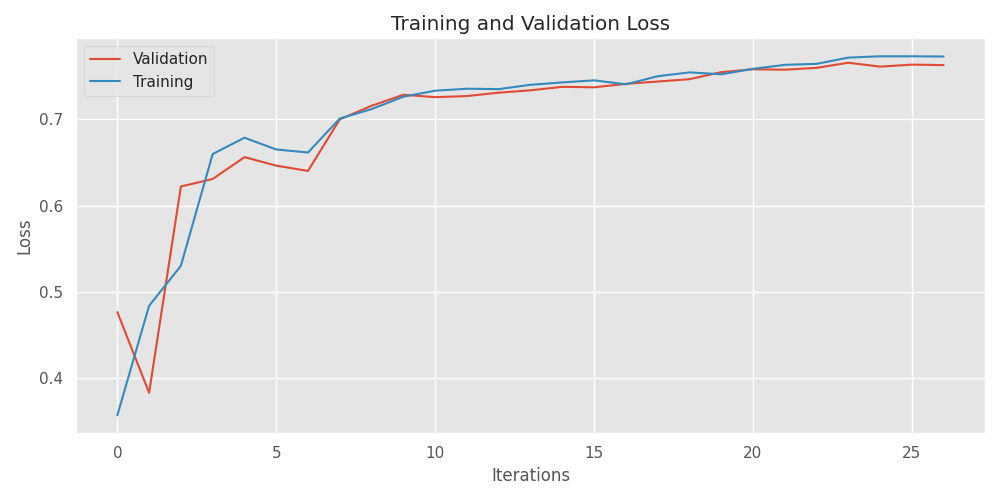 Training and Validation Loss
Validation
Training
Loss
0.7
0.6
0.5
0.4
0 5 10 15 20 25
Iterations